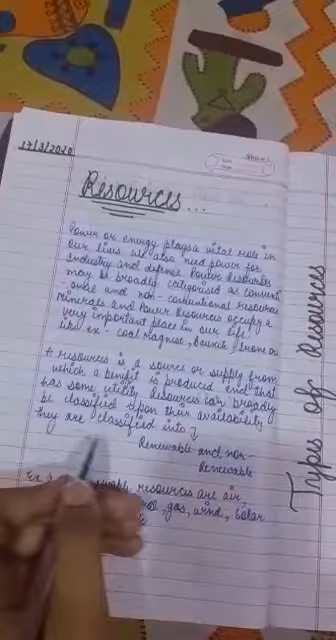 17/3/2020
Resources...
Power or energy plays a vital role in
our lives we also need power for
Industry and defense Power resources
may be broadly categorised as convent
-onal and non-conventional resources
Minerals and Power Resources occupy a
very important place in our life.
like ex- coal magnise, bauxite, iron ore
A resources is a source or supply from
which a benefit is produced and that
has some utility Resources can broadly
be classified upon their availability
they are classified into ↓
Renewable and non-
Renewable
resources are air,
gas, wind, Solar
Types of Resources